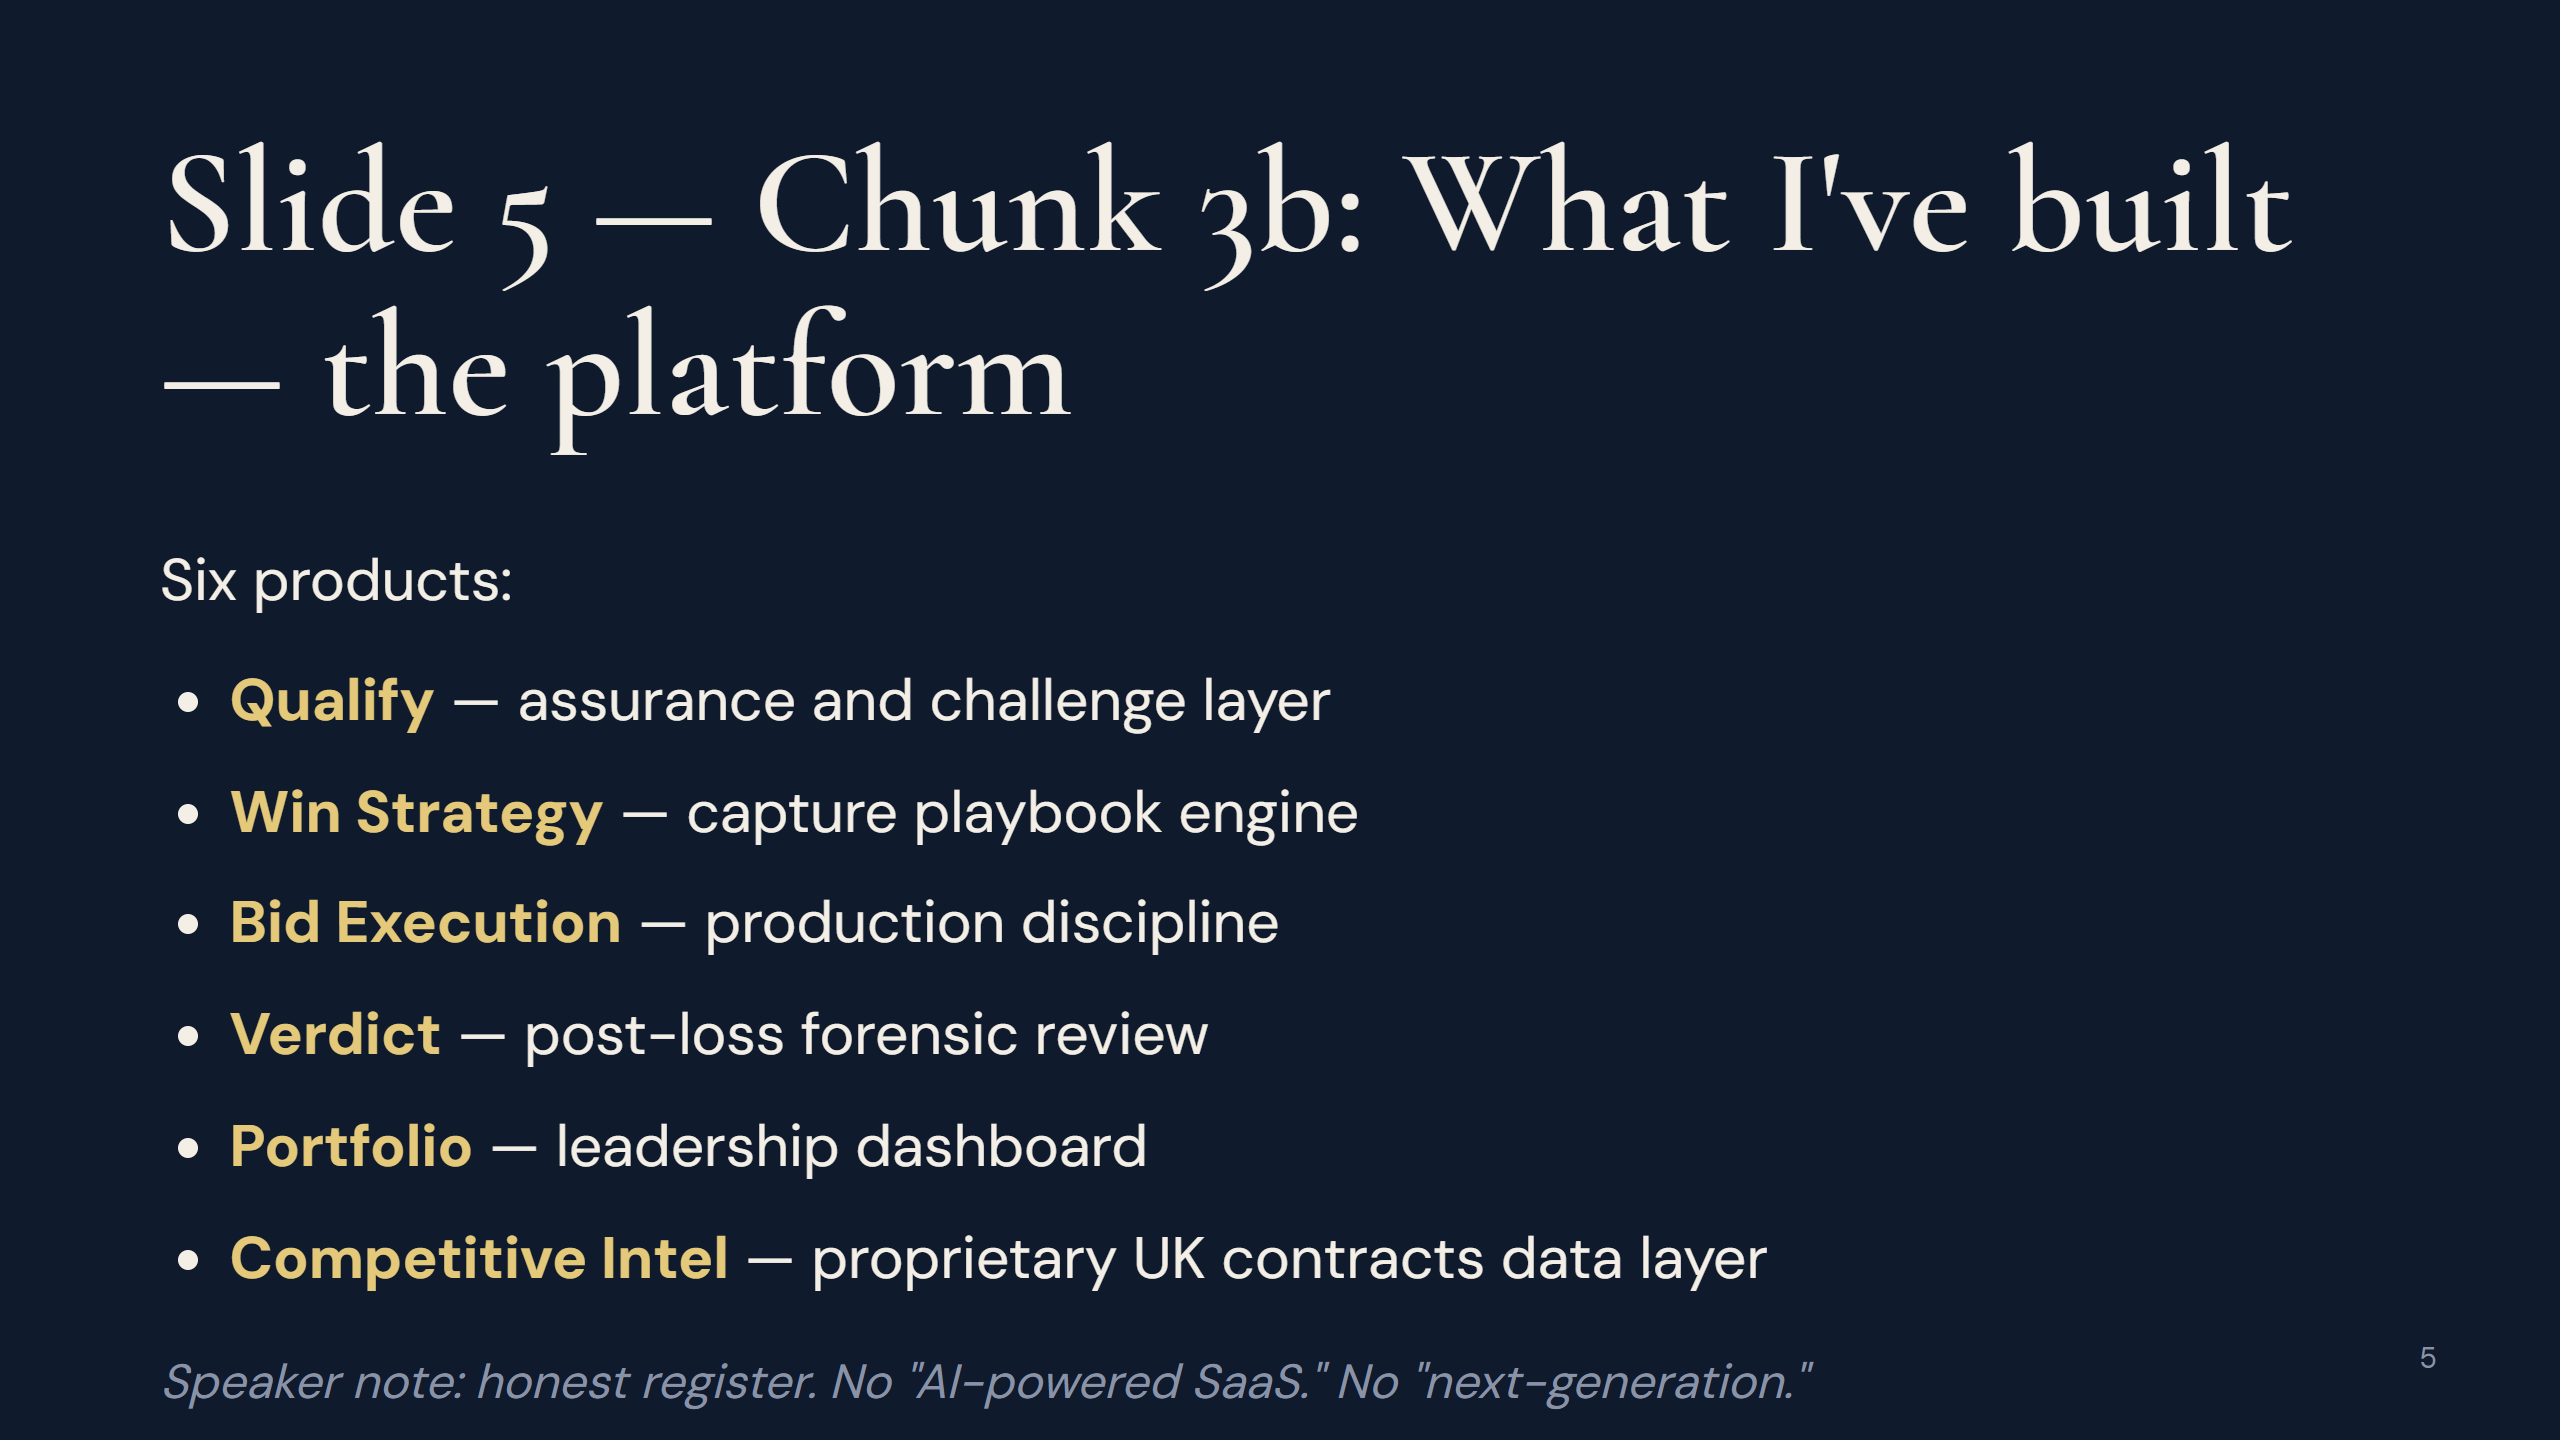 Slide 5 — Chunk 3b: What I've built
— the platform
Six products:
• Qualify — assurance and challenge layer
• Win Strategy — capture playbook engine
• Bid Execution — production discipline
• Verdict — post-loss forensic review
• Portfolio — leadership dashboard
• Competitive Intel — proprietary UK contracts data layer
Speaker note: honest register. No "AI-powered SaaS." No "next-generation."
5